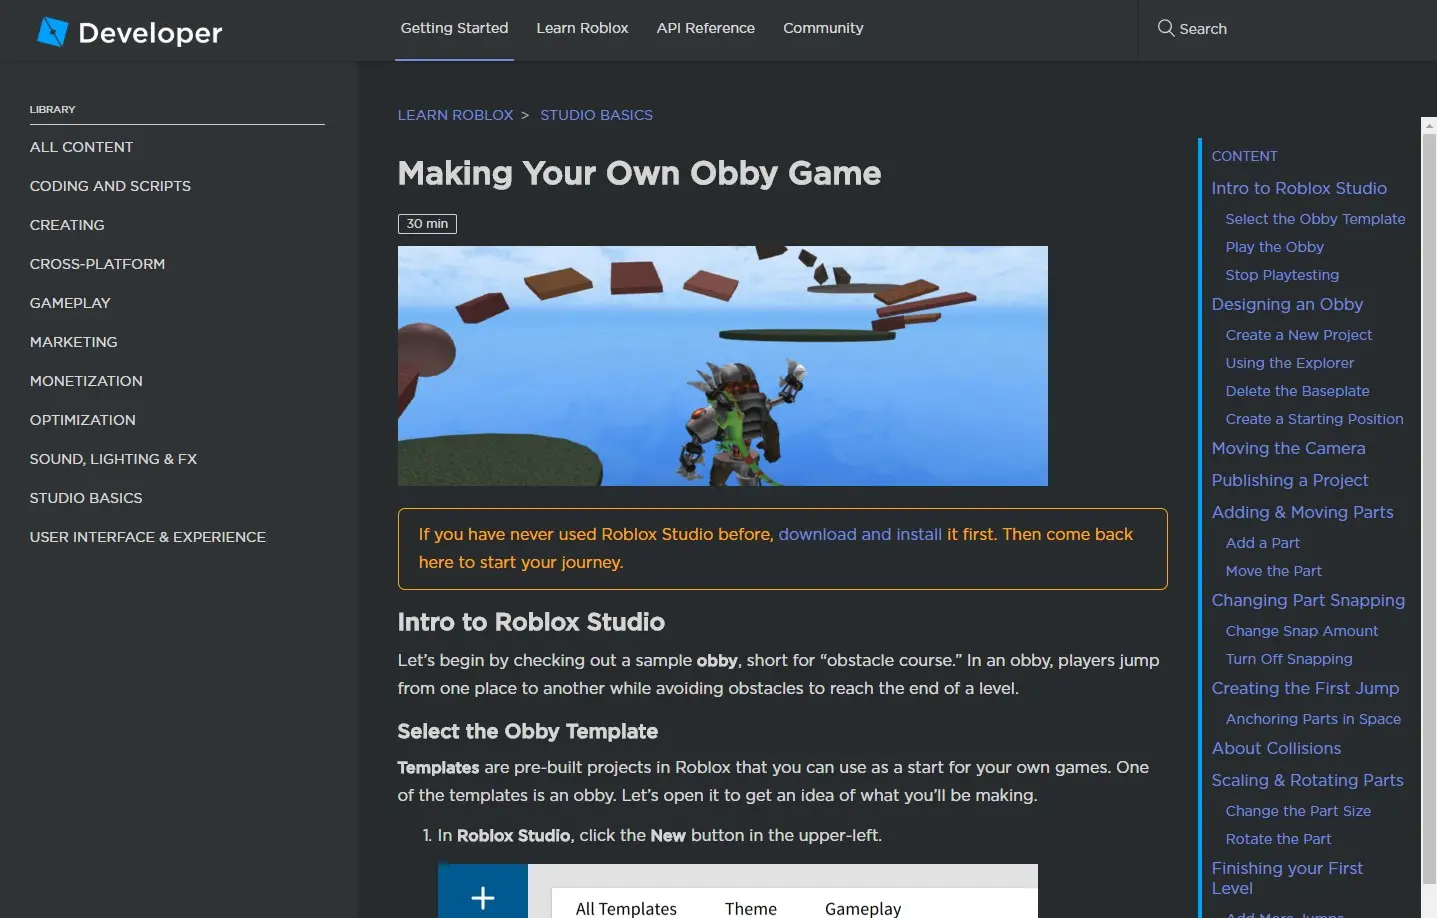 Developer
Getting Started
Learn Roblox
API Reference
Community
Search
LIBRARY
ALL CONTENT
CODING AND SCRIPTS
CREATING
CROSS-PLATFORM
GAMEPLAY
MARKETING
MONETIZATION
OPTIMIZATION
SOUND, LIGHTING & FX
STUDIO BASICS
USER INTERFACE & EXPERIENCE
LEARN ROBLOX > STUDIO BASICS
Making Your Own Obby Game
30 min
If you have never used Roblox Studio before, download and install it first. Then come back
here to start your journey.
Intro to Roblox Studio
Let’s begin by checking out a sample obby, short for “obstacle course.” In an obby, players jump
from one place to another while avoiding obstacles to reach the end of a level.
Select the Obby Template
Templates are pre-built projects in Roblox that you can use as a start for your own games. One
of the templates is an obby. Let’s open it to get an idea of what you’ll be making.
1. In Roblox Studio, click the New button in the upper-left.
All Templates
Theme
Gameplay
CONTENT
Intro to Roblox Studio
Select the Obby Template
Play the Obby
Stop Playtesting
Designing an Obby
Create a New Project
Using the Explorer
Delete the Baseplate
Create a Starting Position
Moving the Camera
Publishing a Project
Adding & Moving Parts
Add a Part
Move the Part
Changing Part Snapping
Change Snap Amount
Turn Off Snapping
Creating the First Jump
Anchoring Parts in Space
About Collisions
Scaling & Rotating Parts
Change the Part Size
Rotate the Part
Finishing your First
Level
Add More Jumps